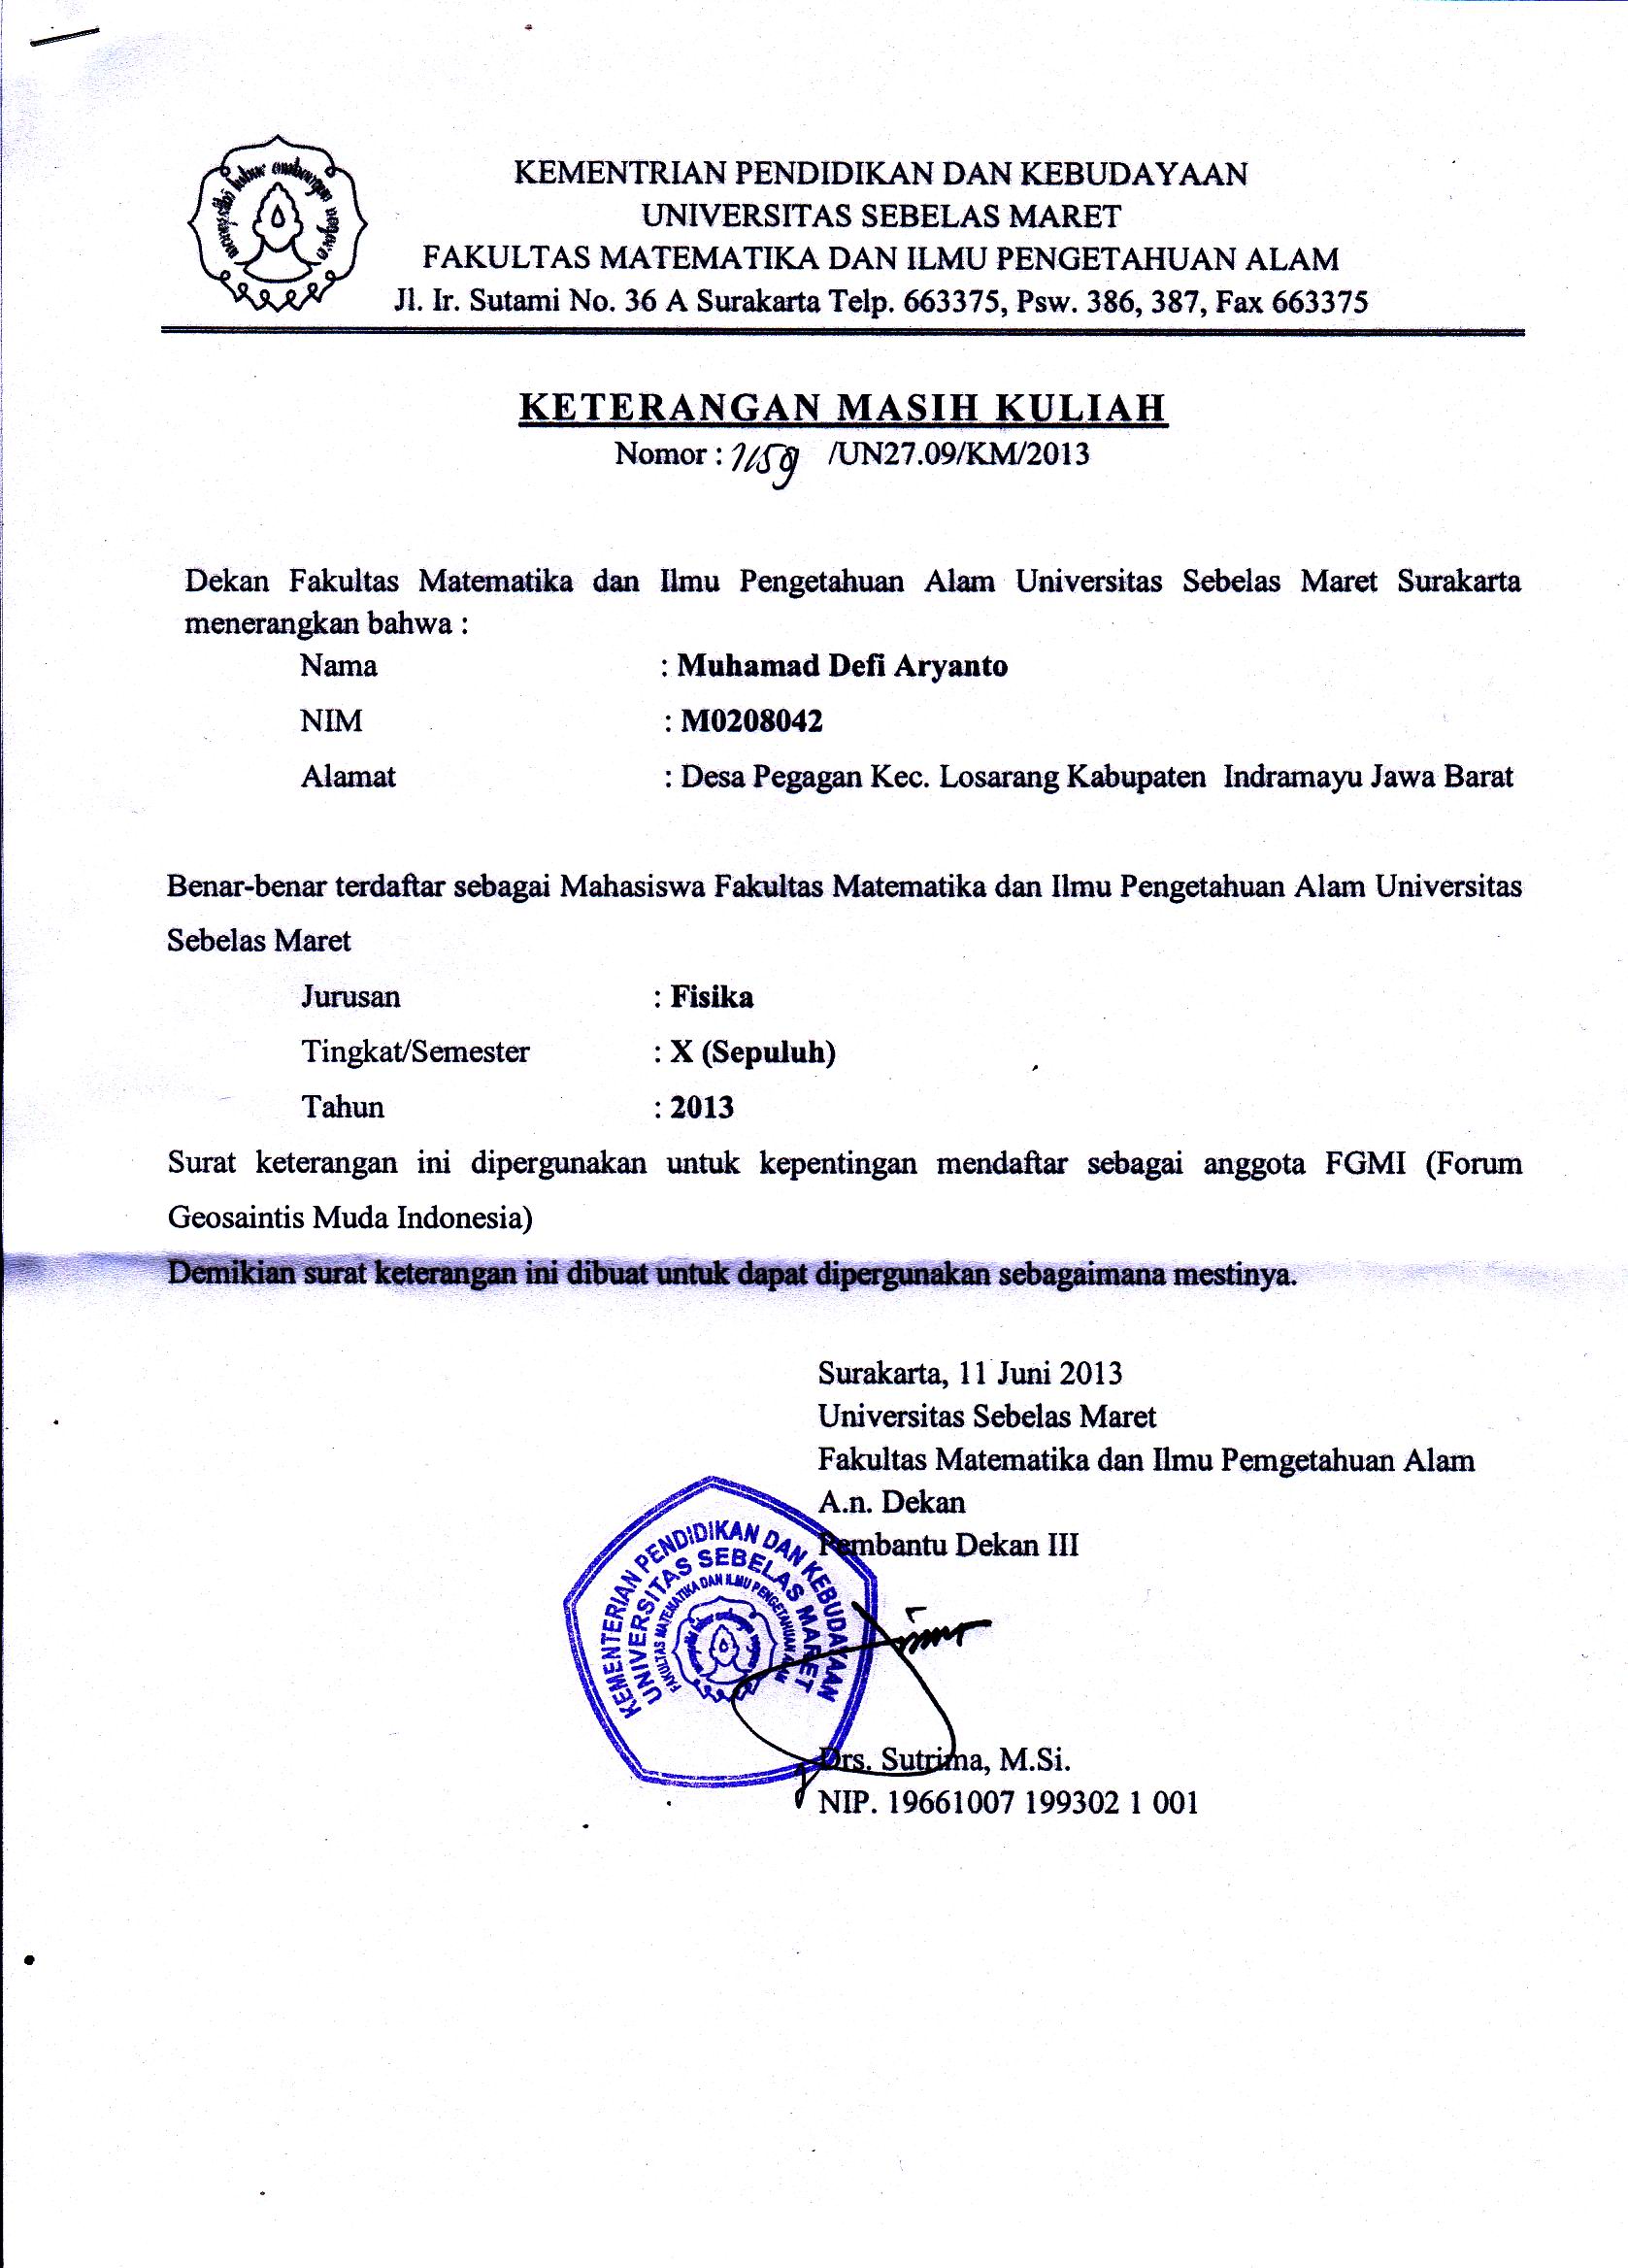 KEMENTRIAN PENDIDIKAN DAN KEBUDAYAAN
UNIVERSITAS SEBELAS MARET
FAKULTAS MATEMATIKA DAN ILMU PENGETAHUAN ALAM
Jl. Ir. Sutami No. 36 A Surakarta Telp. 663375, Psw. 386, 387, Fax 663375
KETERANGAN MASIH KULIAH
Nomor : /UN27.09/KM/2013
Dekan Fakultas Matematika dan Ilmu Pengetahuan Alam Universitas Sebelas Maret Surakarta
menerangkan bahwa :
Nama : Muhamad Defi Aryanto
NIM : M0208042
Alamat : Desa Pegagan Kec. Losarang Kabupaten Indramayu Jawa Barat
Benar-benar terdaftar sebagai Mahasiswa Fakultas Matematika dan Ilmu Pengetahuan Alam Universitas
Sebelas Maret
Jurusan : Fisika
Tingkat/Semester : X (Sepuluh)
Tahun : 2013
Surat keterangan ini dipergunakan untuk kepentingan mendaftar sebagai anggota FGMI (Forum
Geosaintis Muda Indonesia)
Demikian surat keterangan ini dibuat untuk dapat dipergunakan sebagaimana mestinya.
Surakarta, 11 Juni 2013
Universitas Sebelas Maret
Fakultas Matematika dan Ilmu Pemgetahuan Alam
A.n. Dekan
Pembantu Dekan III
KEMENTERIAN PENDIDIKAN DAN KEBUDAYAAN
UNIVERSITAS SEBELAS MARET
FAKULTAS MATEMATIKA DAN ILMU PENGETAHUAN ALAM
Drs. Sutrima, M.Si.
NIP. 19661007 199302 1 001